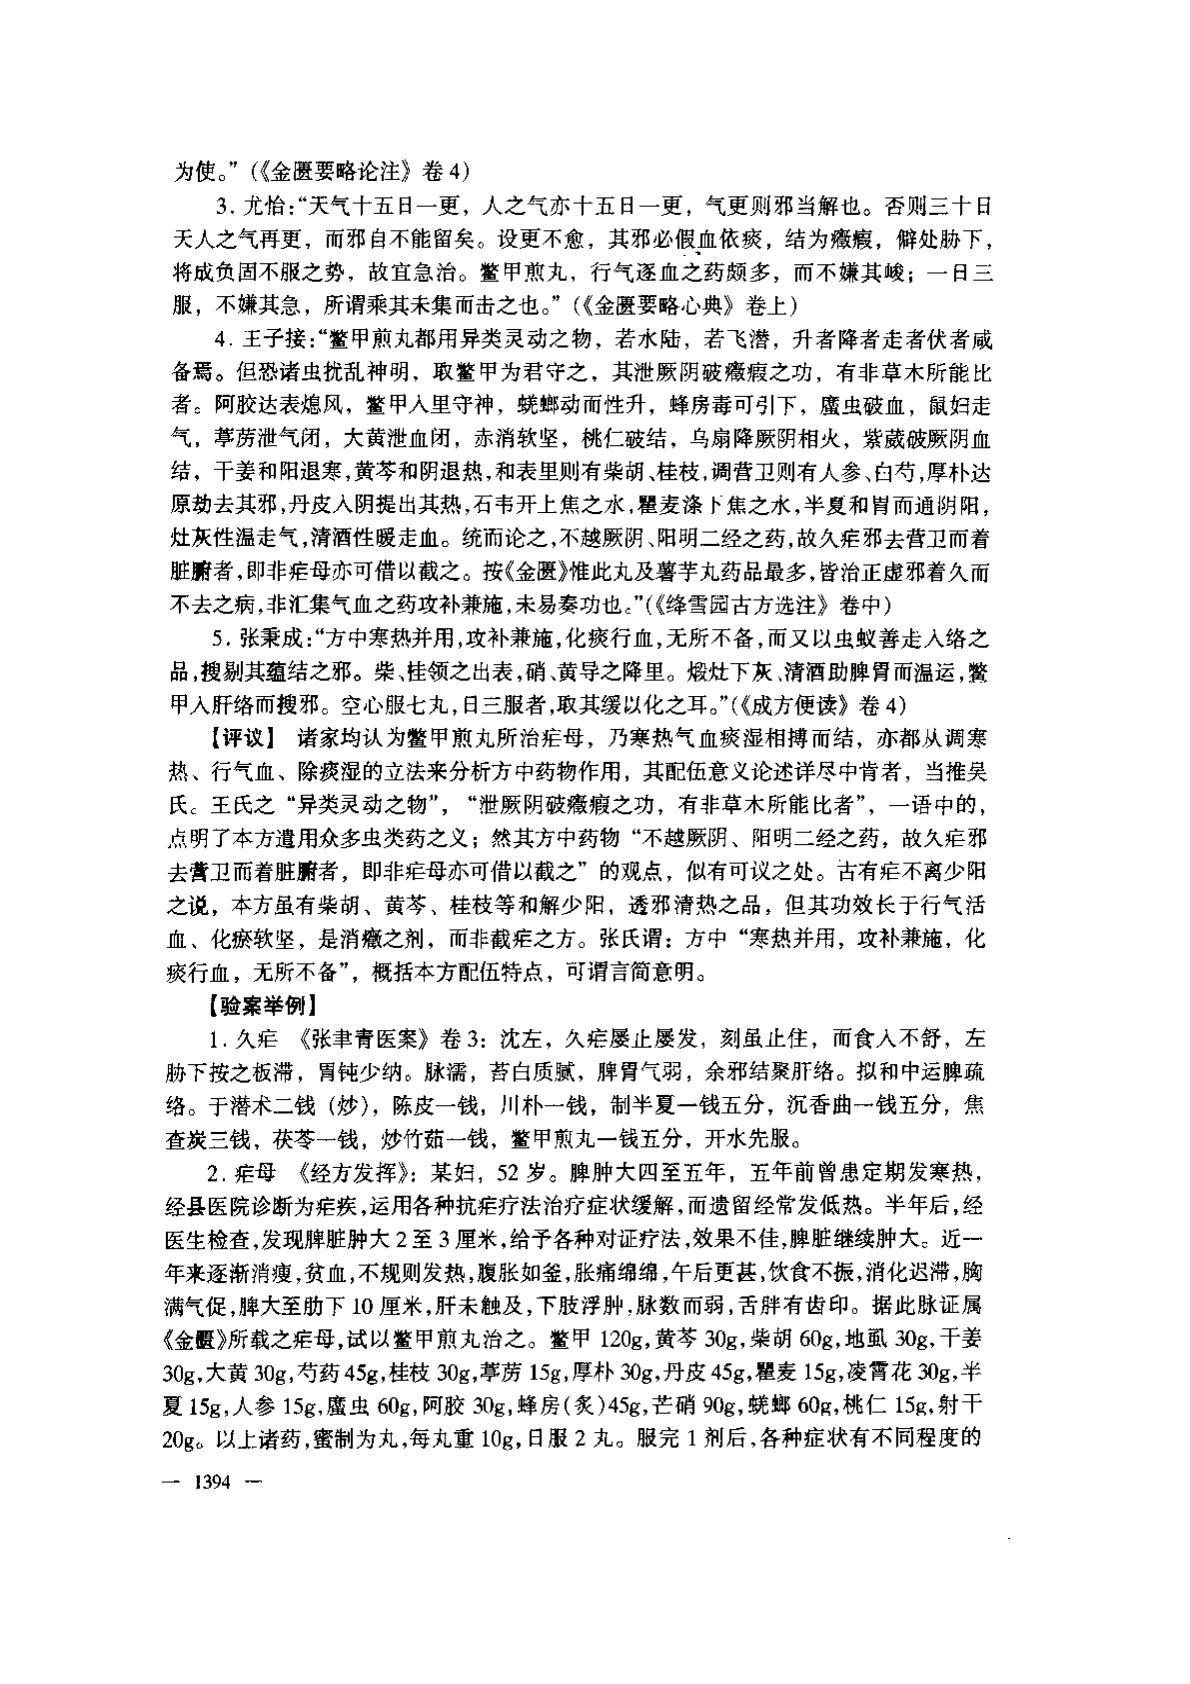 为使。”(《金匮要略论注》卷 4)
3. 尤怡:“天气十五日一更，人之气亦十五日一更，气更则邪当解也。否则三十日
天人之气再更，而邪自不能留矣。设更不愈，其邪必假血依痰，结为癥瘕，僻处胁下，
将成负固不服之势，故宜急治。鳖甲煎丸，行气逐血之药颇多，而不嫌其峻；一日三
服，不嫌其急，所谓乘其未集而击之也。”(《金匮要略心典》卷上)
4. 王子接:“鳖甲煎丸都用异类灵动之物，若水陆，若飞潜，升者降者走者伏者咸
备焉。但恐诸虫扰乱神明，取鳖甲为君守之，其泄厥阴破癥瘕之功，有非草木所能比
者。阿胶达表熄风，鳖甲入里守神，蜣螂动而性升，蜂房毒可引下，䗪虫破血，鼠妇走
气，葶苈泄气闭，大黄泄血闭，赤消软坚，桃仁破结，乌扇降厥阴相火，紫葳破厥阴血
结，干姜和阳退寒,黄芩和阴退热,和表里则有柴胡、桂枝,调营卫则有人参、白芍,厚朴达
原劫去其邪,丹皮入阴提出其热,石韦开上焦之水,瞿麦涤下焦之水,半夏和胃而通阴阳,
灶灰性温走气,清酒性暖走血。统而论之,不越厥阴、阳明二经之药,故久疟邪去营卫而着
脏腑者,即非疟母亦可借以截之。按《金匮》惟此丸及薯芋丸药品最多,皆治正虚邪着久而
不去之病,非汇集气血之药攻补兼施,未易奏功也。”(《绛雪园古方选注》卷中)
5. 张秉成:“方中寒热并用,攻补兼施,化痰行血,无所不备,而又以虫蚁善走入络之
品,搜剔其蕴结之邪。柴、桂领之出表,硝、黄导之降里。煅灶下灰、清酒助脾胃而温运,鳖
甲入肝络而搜邪。空心服七丸,日三服者,取其缓以化之耳。”(《成方便读》卷 4)
【评议】 诸家均认为鳖甲煎丸所治疟母，乃寒热气血痰湿相搏而结，亦都从调寒
热、行气血、除痰湿的立法来分析方中药物作用，其配伍意义论述详尽中肯者，当推吴
氏。王氏之“异类灵动之物”，“泄厥阴破癥瘕之功，有非草木所能比者”，一语中的，
点明了本方遣用众多虫类药之义；然其方中药物“不越厥阴、阳明二经之药，故久疟邪
去营卫而着脏腑者，即非疟母亦可借以截之”的观点，似有可议之处。古有疟不离少阳
之说，本方虽有柴胡、黄芩、桂枝等和解少阳，透邪清热之品，但其功效长于行气活
血、化瘀软坚，是消癥之剂，而非截疟之方。张氏谓：方中“寒热并用，攻补兼施，化
痰行血，无所不备”，概括本方配伍特点，可谓言简意明。
【验案举例】
1. 久疟 《张聿青医案》卷 3：沈左，久疟屡止屡发，刻虽止住，而食入不舒，左
胁下按之板滞，胃钝少纳。脉濡，苔白质腻，脾胃气弱，余邪结聚肝络。拟和中运脾疏
络。于潜术二钱（炒），陈皮一钱，川朴一钱，制半夏一钱五分，沉香曲一钱五分，焦
查炭三钱，茯苓一钱，炒竹茹一钱，鳖甲煎丸一钱五分，开水先服。
2. 疟母 《经方发挥》：某妇，52 岁。脾肿大四至五年，五年前曾患定期发寒热，
经县医院诊断为疟疾,运用各种抗疟疗法治疗症状缓解,而遗留经常发低热。半年后,经
医生检查,发现脾脏肿大 2 至 3 厘米,给予各种对证疗法,效果不佳,脾脏继续肿大。近一
年来逐渐消瘦,贫血,不规则发热,腹胀如釜,胀痛绵绵,午后更甚,饮食不振,消化迟滞,胸
满气促,脾大至肋下 10 厘米,肝未触及,下肢浮肿,脉数而弱,舌胖有齿印。据此脉证属
《金匮》所载之疟母,试以鳖甲煎丸治之。鳖甲 120g,黄芩 30g,柴胡 60g,地虱 30g,干姜
30g,大黄 30g,芍药 45g,桂枝 30g,葶苈 15g,厚朴 30g,丹皮 45g,瞿麦 15g,凌霄花 30g,半
夏 15g,人参 15g,䗪虫 60g,阿胶 30g,蜂房(炙)45g,芒硝 90g,蜣螂 60g,桃仁 15g,射干
20g。以上诸药,蜜制为丸,每丸重 10g,日服 2 丸。服完 1 剂后,各种症状有不同程度的
— 1394 —